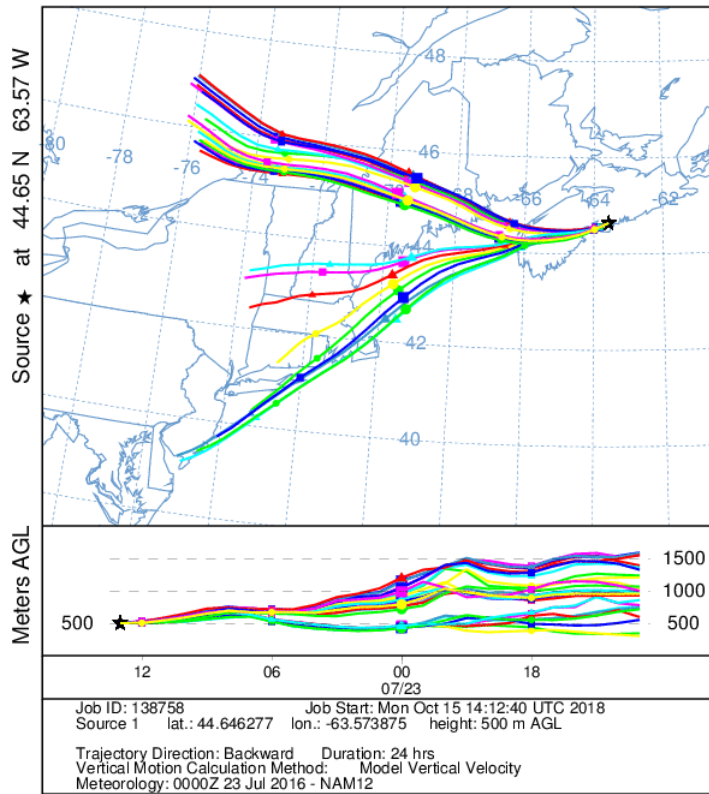 Source ★ at 44.65 N 63.57 W
48
-80
-78
46
-76
-74
-66
-64
-62
44
42
40
Meters AGL
1500
1000
500
500
12 06 00 18
07/23
Job ID: 138758 Job Start: Mon Oct 15 14:12:40 UTC 2018
Source 1 lat.: 44.646277 lon.: -63.573875 height: 500 m AGL
Trajectory Direction: Backward Duration: 24 hrs
Vertical Motion Calculation Method: Model Vertical Velocity
Meteorology: 0000Z 23 Jul 2016 - NAM12